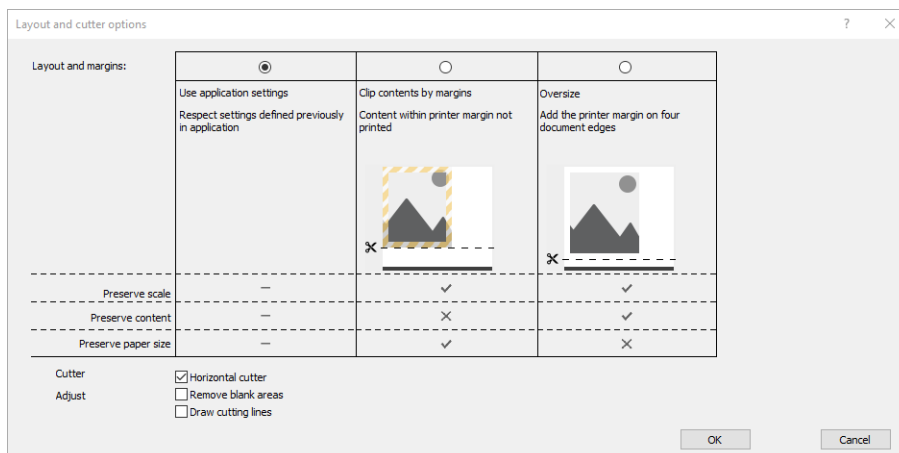 Layout and cutter options
Layout and margins:
Use application settings
Respect settings defined previously
in application
Clip contents by margins
Content within printer margin not
printed
Oversize
Add the printer margin on four
document edges
Preserve scale
Preserve content
Preserve paper size
Cutter
Horizontal cutter
Adjust
Remove blank areas
Draw cutting lines
OK
Cancel